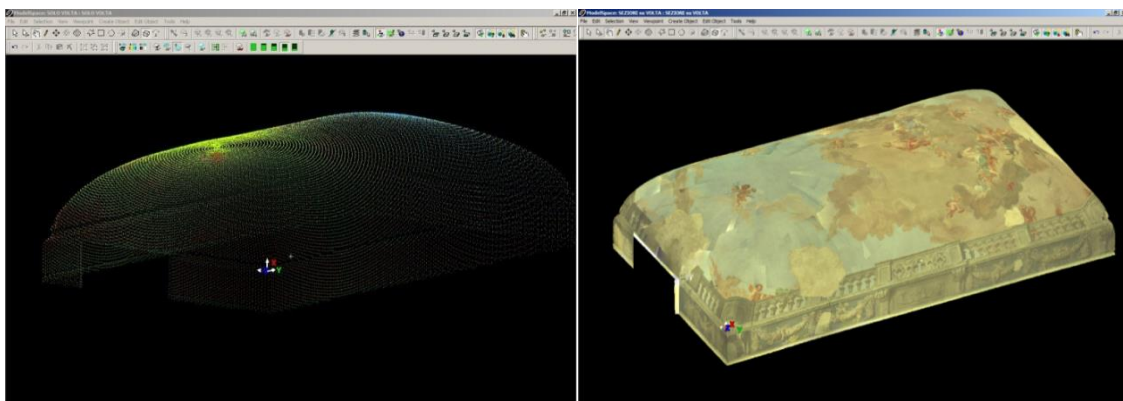 ModelSpace: SOLO VOLTA : SOLO VOLTA
File Edit Selection View Viewpoint Create Object Edit Object Tools Help
X
Y
ModelSpace: SEZIONE su VOLTA : SEZIONE su VOLTA
File Edit Selection View Viewpoint Create Object Edit Object Tools Help
X
Y